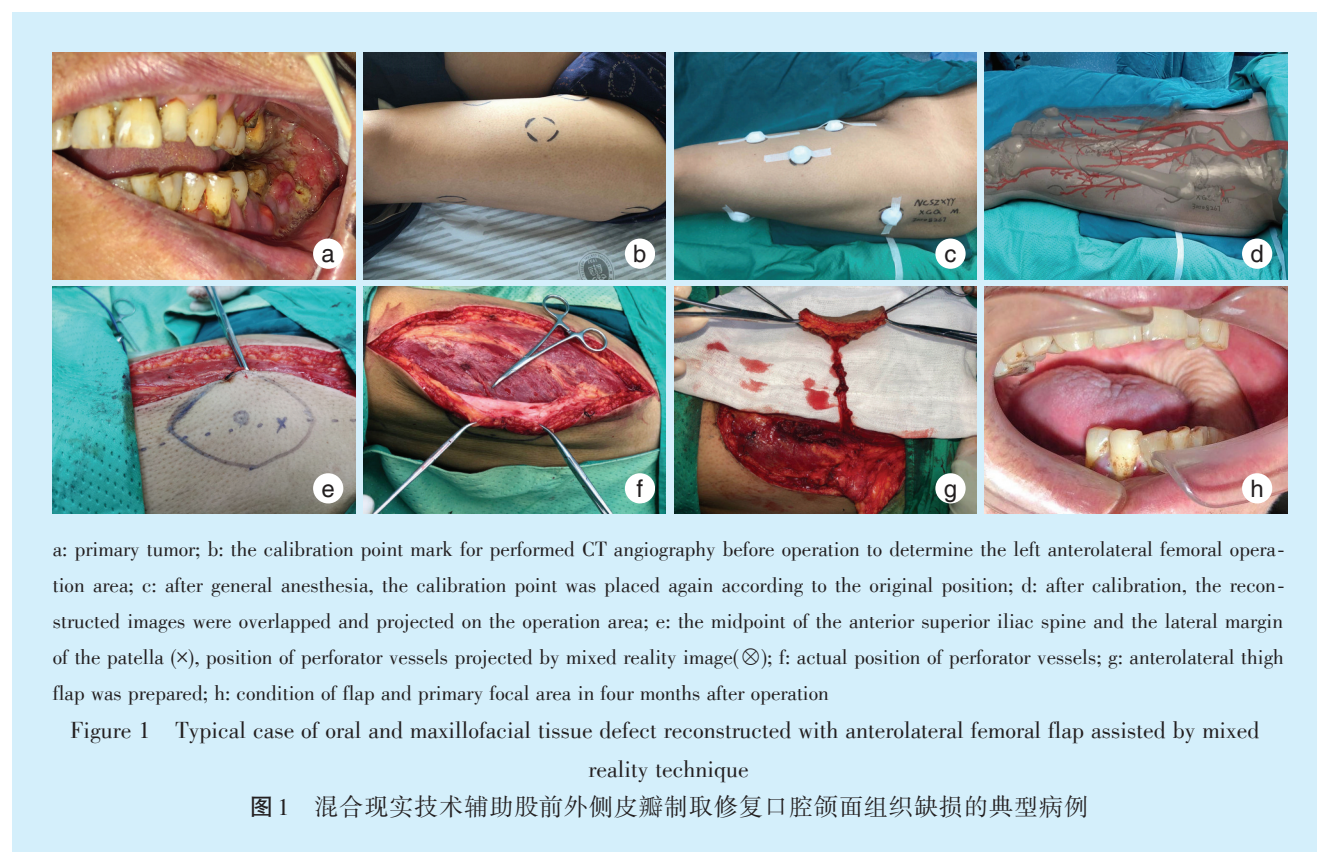 a
b
c
NCSZXYY
XGQ M
d
e
f
g
h
a: primary tumor; b: the calibration point mark for performed CT angiography before operation to determine the left anterolateral femoral opera-
tion area; c: after general anesthesia, the calibration point was placed again according to the original position; d: after calibration, the recon-
structed images were overlapped and projected on the operation area; e: the midpoint of the anterior superior iliac spine and the lateral margin
of the patella (×), position of perforator vessels projected by mixed reality image(⊗); f: actual position of perforator vessels; g: anterolateral thigh
flap was prepared; h: condition of flap and primary focal area in four months after operation
Figure 1 Typical case of oral and maxillofacial tissue defect reconstructed with anterolateral femoral flap assisted by mixed
reality technique
图1 混合现实技术辅助股前外侧皮瓣制取修复口腔颌面组织缺损的典型病例